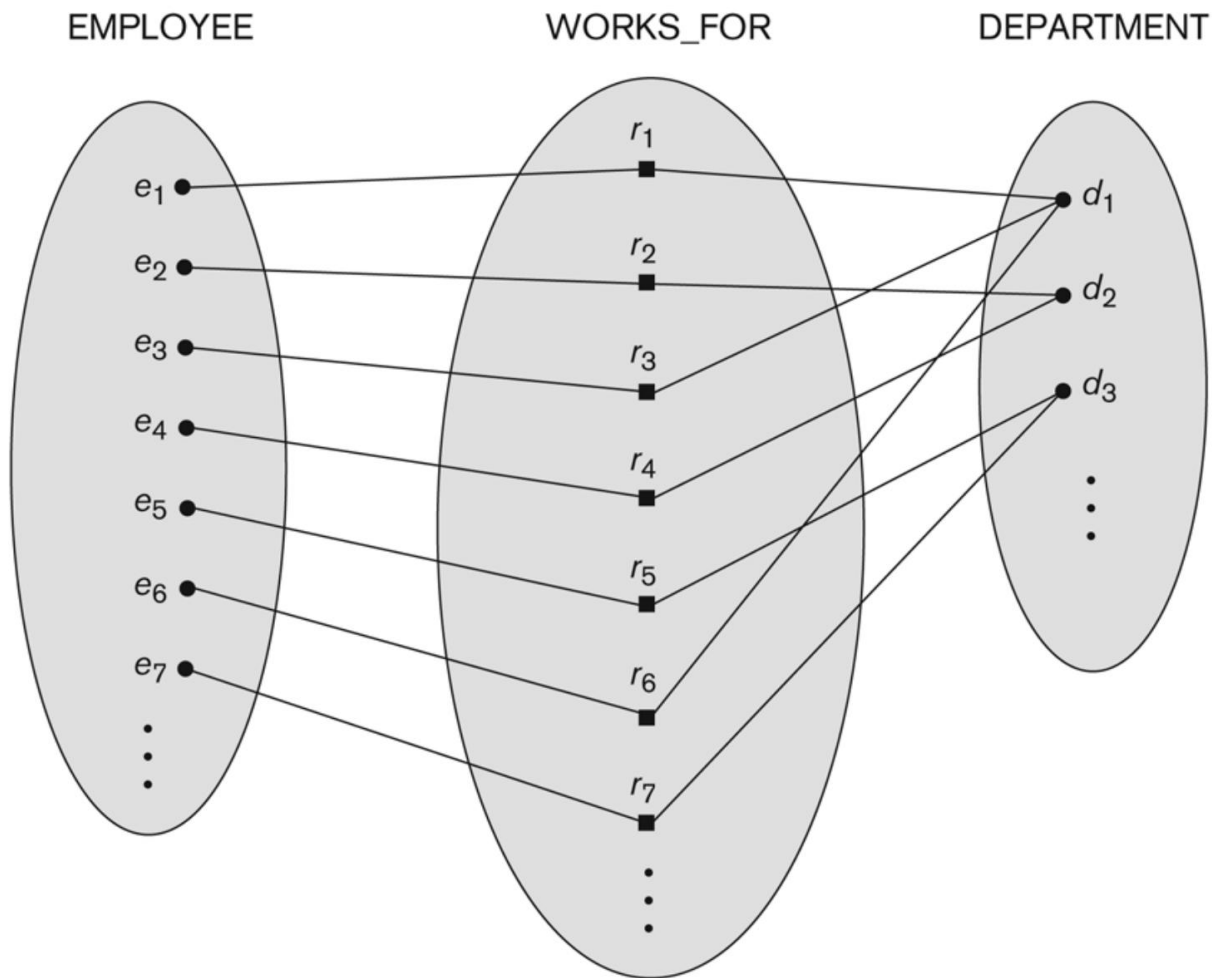 EMPLOYEE WORKS_FOR DEPARTMENT
r₁
e₁ d₁
r₂
e₂ d₂
e₃ r₃
d₃
e₄ r₄
e₅
r₅
e₆
e₇ r₆
r₇